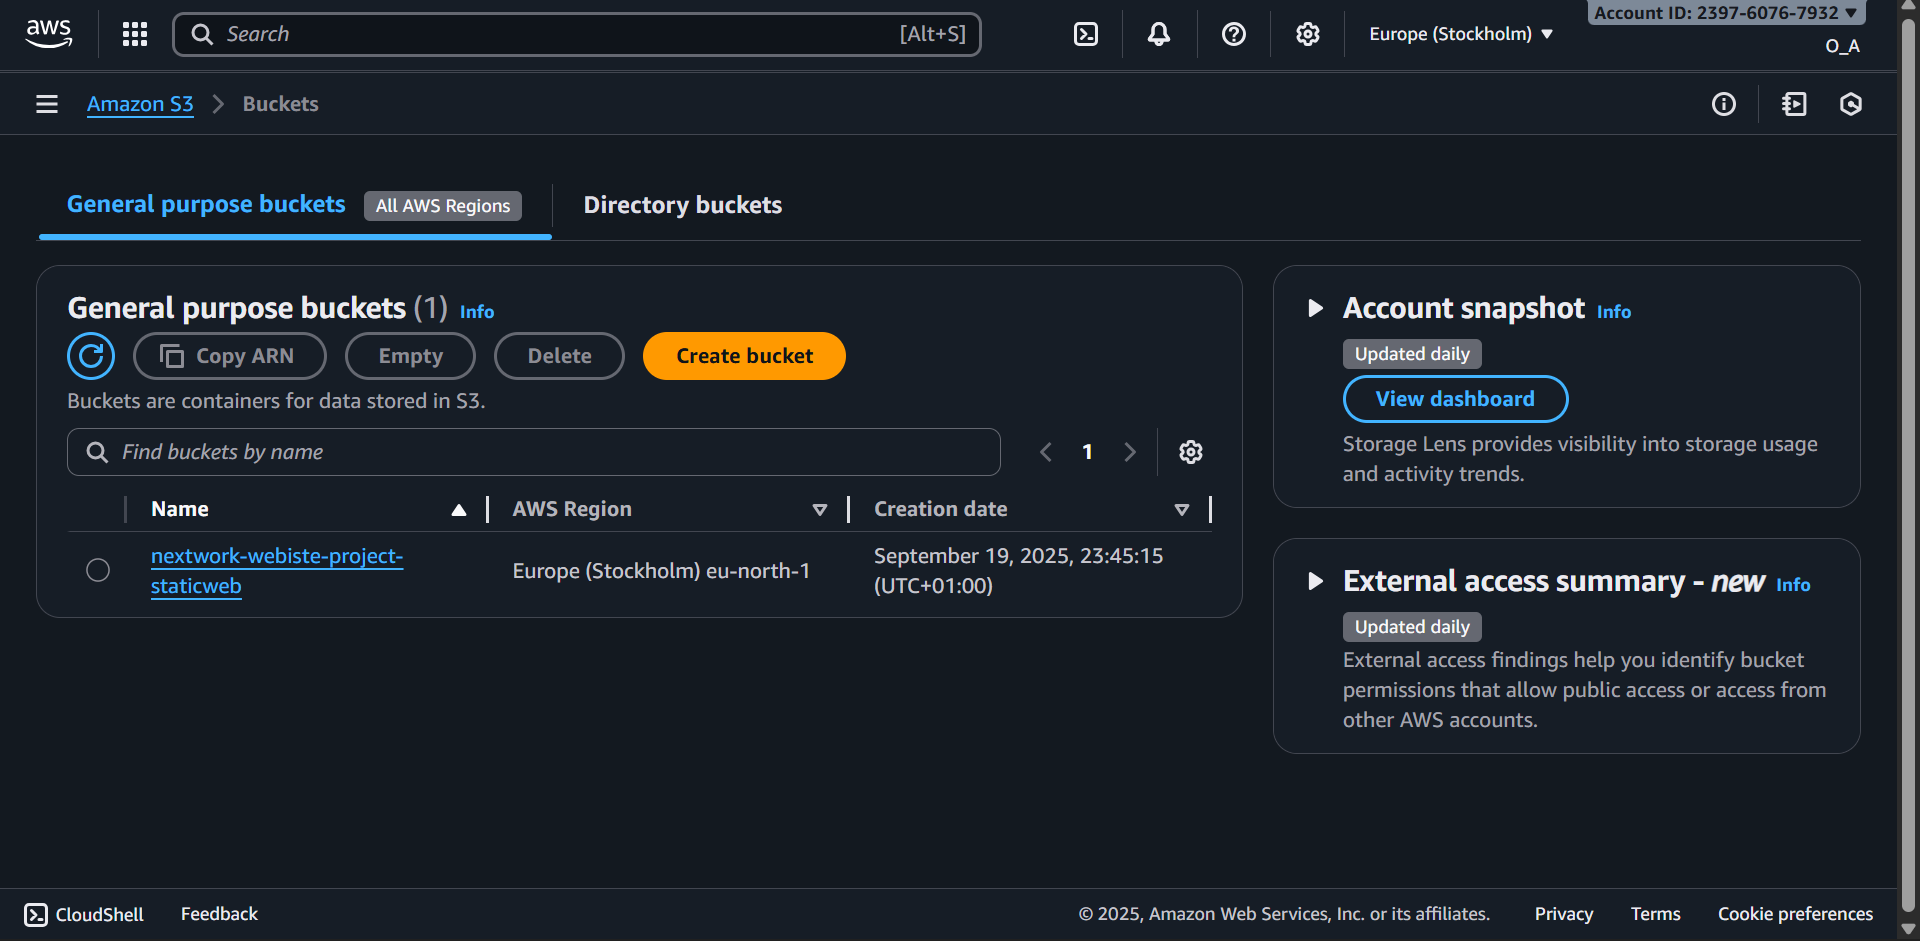 aws
Search
[Alt+S]
Europe (Stockholm)
Account ID: 2397-6076-7932
O_A
Amazon S3
Buckets
General purpose buckets
All AWS Regions
Directory buckets
General purpose buckets (1) Info
Copy ARN
Empty
Delete
Create bucket
Buckets are containers for data stored in S3.
Find buckets by name
1
Name
AWS Region
Creation date
nextwork-webiste-project-
staticweb
Europe (Stockholm) eu-north-1
September 19, 2025, 23:45:15
(UTC+01:00)
Account snapshot Info
Updated daily
View dashboard
Storage Lens provides visibility into storage usage
and activity trends.
External access summary - new Info
Updated daily
External access findings help you identify bucket
permissions that allow public access or access from
other AWS accounts.
CloudShell
Feedback
© 2025, Amazon Web Services, Inc. or its affiliates.
Privacy
Terms
Cookie preferences